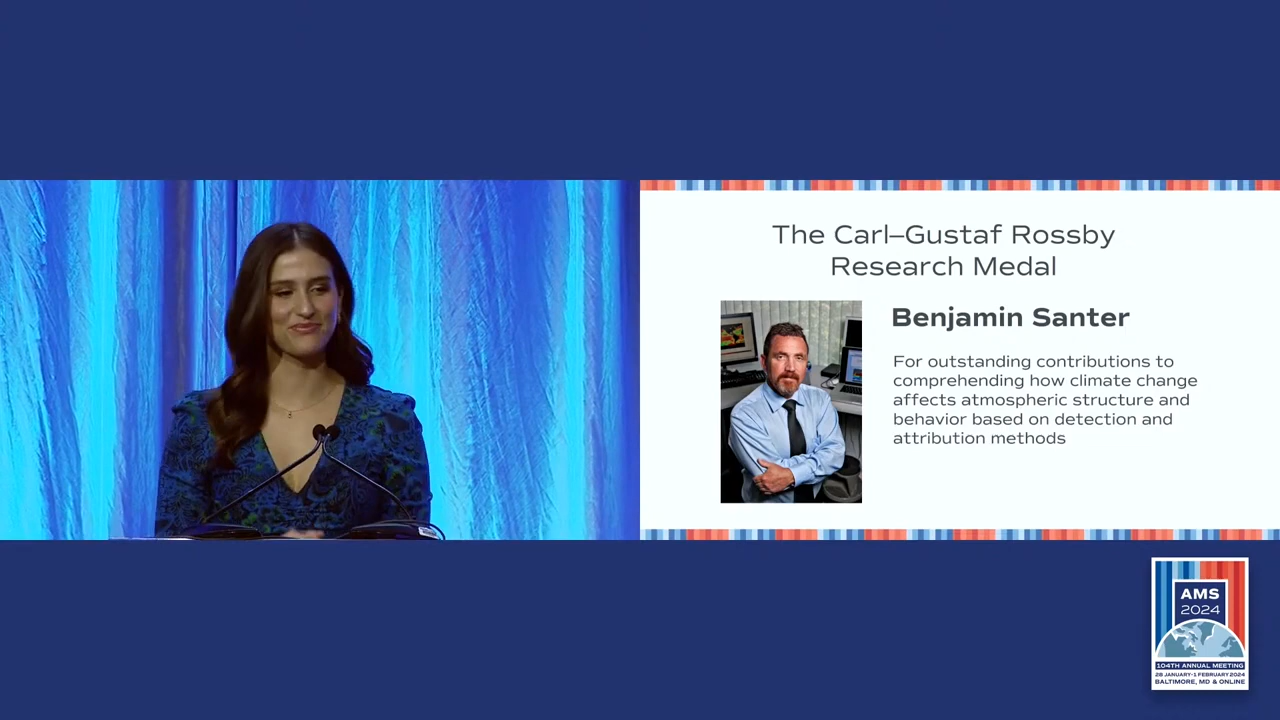 The Carl–Gustaf Rossby
Research Medal
Benjamin Santer
For outstanding contributions to
comprehending how climate change
affects atmospheric structure and
behavior based on detection and
attribution methods
AMS
2024
104TH ANNUAL MEETING
28 JANUARY-1 FEBRUARY 2024
BALTIMORE, MD & ONLINE